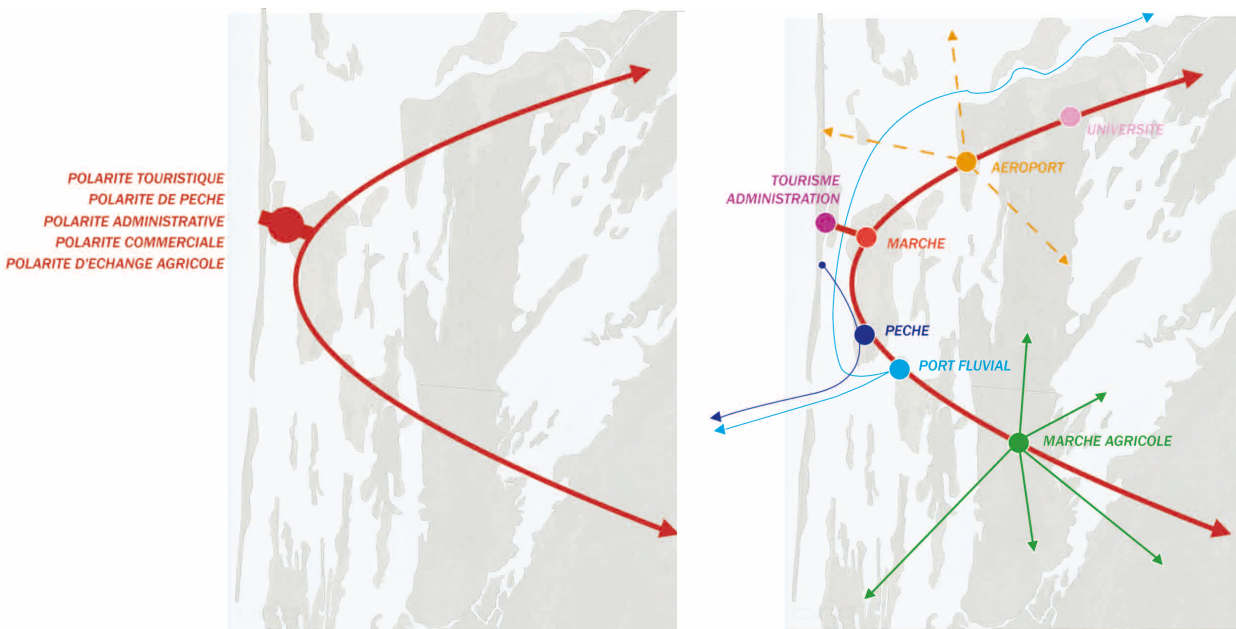 POLARITE TOURISTIQUE
POLARITE DE PECHE
POLARITE ADMINISTRATIVE
POLARITE COMMERCIALE
POLARITE D'ECHANGE AGRICOLE
UNIVERSITE
AEROPORT
TOURISME
ADMINISTRATION
MARCHE
PECHE
PORT FLUVIAL
MARCHE AGRICOLE